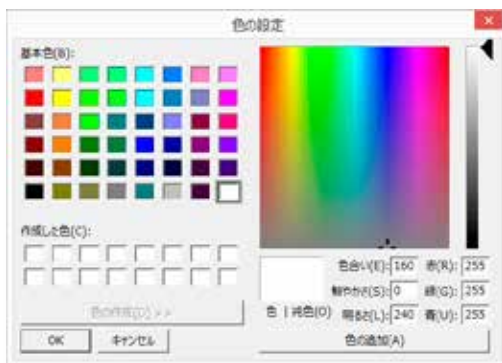 色の設定
基本色(B):
作成した色(C):
色の作成(D) >>
OK
キャンセル
色 | 純色(O)
色合い(E): 160
鮮やかさ(S): 0
明るさ(L): 240
赤(R): 255
緑(G): 255
青(U): 255
色の追加(A)